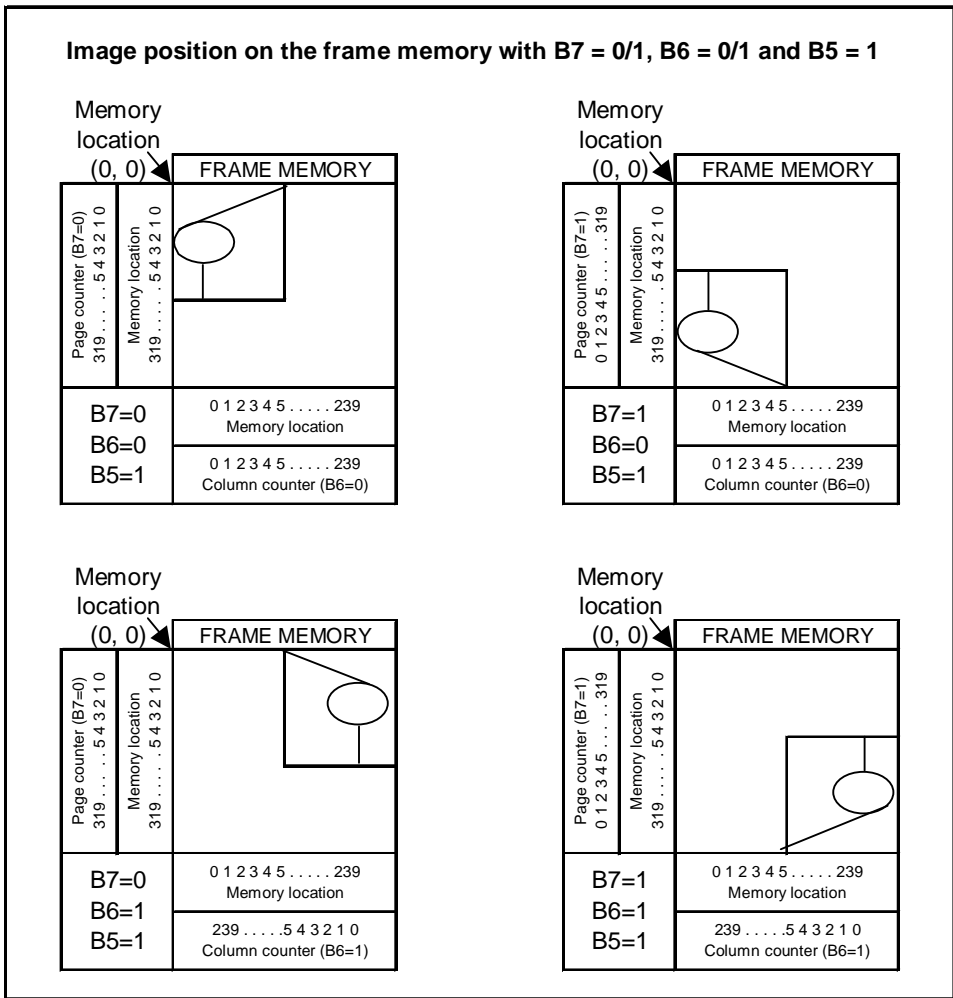 Image position on the frame memory with B7 = 0/1, B6 = 0/1 and B5 = 1
Memory
location
(0, 0)
FRAME MEMORY
Page counter (B7=0)
319 . . . . . 5 4 3 2 1 0
Memory location
319 . . . . . 5 4 3 2 1 0
B7=0
B6=0
B5=1
0 1 2 3 4 5 . . . . . 239
Memory location
0 1 2 3 4 5 . . . . . 239
Column counter (B6=0)
Memory
location
(0, 0)
FRAME MEMORY
Page counter (B7=1)
0 1 2 3 4 5 . . . . . 319
Memory location
319 . . . . . 5 4 3 2 1 0
B7=1
B6=0
B5=1
0 1 2 3 4 5 . . . . . 239
Memory location
0 1 2 3 4 5 . . . . . 239
Column counter (B6=0)
Memory
location
(0, 0)
FRAME MEMORY
Page counter (B7=0)
319 . . . . . 5 4 3 2 1 0
Memory location
319 . . . . . 5 4 3 2 1 0
B7=0
B6=1
B5=1
0 1 2 3 4 5 . . . . . 239
Memory location
239 . . . . .5 4 3 2 1 0
Column counter (B6=1)
Memory
location
(0, 0)
FRAME MEMORY
Page counter (B7=1)
0 1 2 3 4 5 . . . . . 319
Memory location
319 . . . . . 5 4 3 2 1 0
B7=1
B6=1
B5=1
0 1 2 3 4 5 . . . . . 239
Memory location
239 . . . . .5 4 3 2 1 0
Column counter (B6=1)